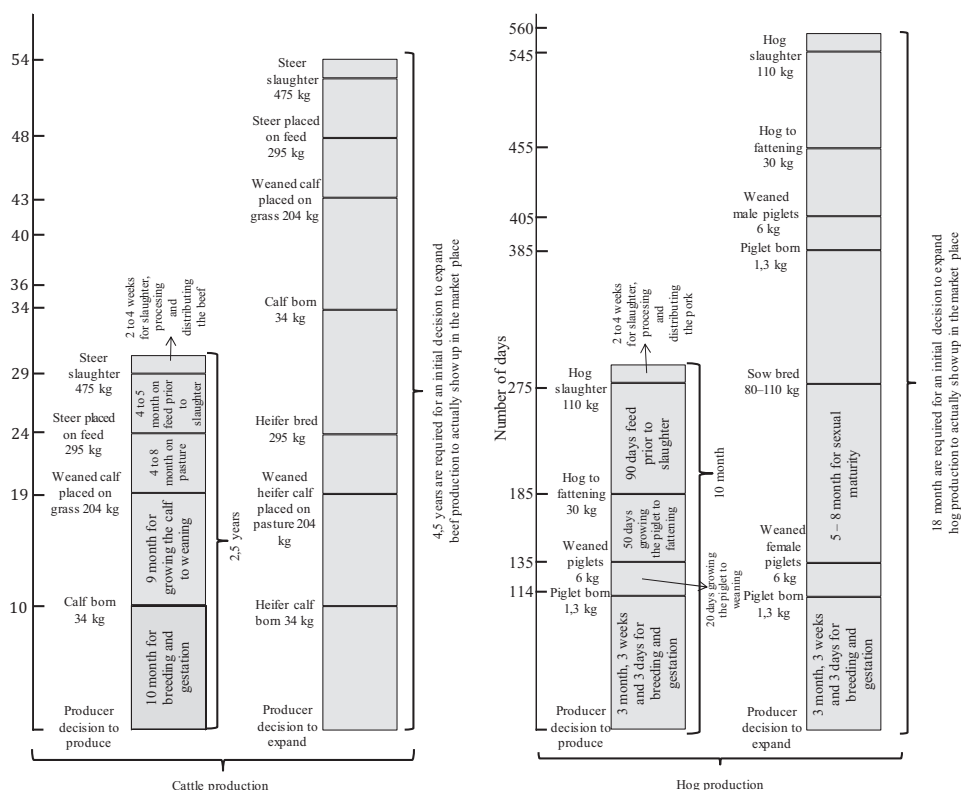 54
48
43
40
36
34
29
24
19
10
Steer
slaughter
475 kg
Steer placed
on feed
295 kg
Weaned calf
placed on
grass 204 kg
Calf born
34 kg
Producer
decision to
produce
2 to 4 weeks
for slaughter,
procesing
and
distributing
the beef
4 to 5
month on
feed prior
to
slaughter
4 to 8
month on
pasture
9 month for
growing the calf
to weaning
10 month for
breeding and
gestation
2,5 years
Steer
slaughter
475 kg
Steer placed
on feed
295 kg
Weaned calf
placed on
grass 204 kg
Calf born
34 kg
Heifer bred
295 kg
Weaned
heifer calf
placed on
pasture 204
kg
Heifer calf
born 34 kg
Producer
decision to
expand
4,5 years are required for an initial decision to expand
beef production to actually show up in the market place
Cattle production
Number of days
560
545
455
405
385
275
185
135
114
Hog
slaughter
110 kg
Hog to
fattening
30 kg
Weaned
piglets
6 kg
Piglet born
1,3 kg
Producer
decision to
produce
2 to 4 weeks
for slaughter,
procesing
and
distributing
the pork
90 days feed
prior to
slaughter
50 days
growing
the piglet to
fattening
20 days growing
the piglet to
weaning
3 month, 3 weeks
and 3 days for
breeding and
gestation
10 month
Hog
slaughter
110 kg
Hog to
fattening
30 kg
Weaned
male piglets
6 kg
Piglet born
1,3 kg
Sow bred
80–110 kg
Weaned
female
piglets
6 kg
Piglet born
1,3 kg
Producer
decision to
expand
5 – 8 month for sexual
maturity
3 month, 3 weeks
and 3 days for
breeding and
gestation
18 month are required for an initial decision to expand
hog production to actually show up in the market place
Hog production